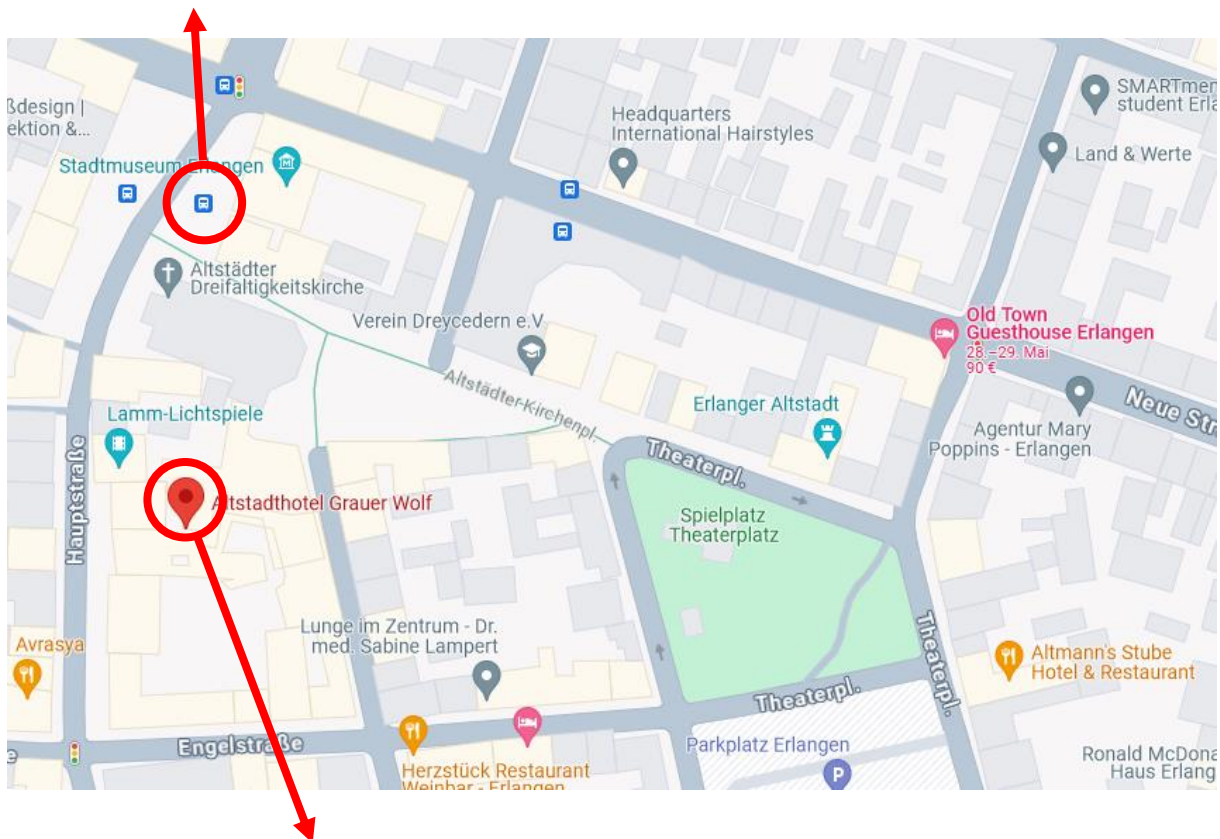 ßdesign |
ektion &...
Stadtmuseum Erlangen
Headquarters
International Hairstyles
SMARTmen
student Erla
Land & Werte
Altstädter
Dreifaltigkeitskirche
Verein Dreycedern e.V.
Old Town
Guesthouse Erlangen
28.–29. Mai
90 €
Altstädter-Kirchenpl.
Lamm-Lichtspiele
Erlanger Altstadt
Neue Str
Agentur Mary
Poppins - Erlangen
Theaterpl.
Hauptstraße
Altstadthotel Grauer Wolf
Spielplatz
Theaterplatz
Avrasya
Lunge im Zentrum - Dr.
med. Sabine Lampert
Theaterpl.
Altmann's Stube
Hotel & Restaurant
Theaterpl.
e
Engelstraße
Herzstück Restaurant
Weinbar - Erlangen
Parkplatz Erlangen
P
Ronald McDona
Haus Erlang